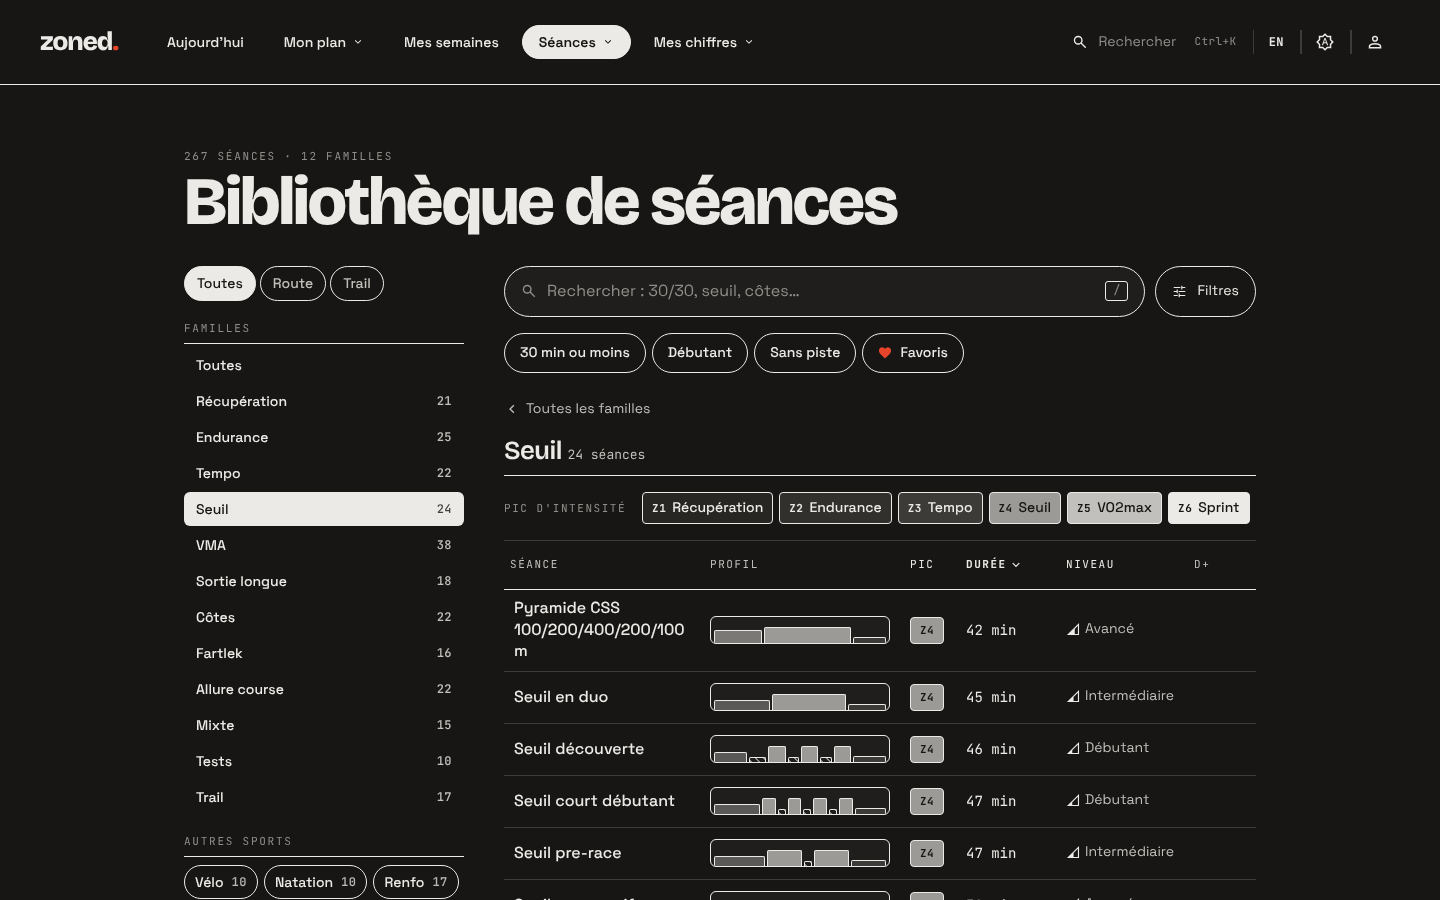 zoned.
Aujourd'hui
Mon plan
Mes semaines
Séances
Mes chiffres
Rechercher Ctrl+K
EN
267 SÉANCES · 12 FAMILLES
Bibliothèque de séances
Toutes
Route
Trail
FAMILLES
Toutes
Récupération 21
Endurance 25
Tempo 22
Seuil 24
VMA 38
Sortie longue 18
Côtes 22
Fartlek 16
Allure course 22
Mixte 15
Tests 10
Trail 17
AUTRES SPORTS
Vélo 10
Natation 10
Renfo 17
Rechercher : 30/30, seuil, côtes... /
Filtres
30 min ou moins
Débutant
Sans piste
Favoris
Toutes les familles
Seuil 24 séances
PIC D'INTENSITÉ
Z1 Récupération
Z2 Endurance
Z3 Tempo
Z4 Seuil
Z5 VO2max
Z6 Sprint
SÉANCE PROFIL PIC DURÉE NIVEAU D+
Pyramide CSS
100/200/400/200/100
m
Z4 42 min Avancé
Seuil en duo Z4 45 min Intermédiaire
Seuil découverte Z4 46 min Débutant
Seuil court débutant Z4 47 min Débutant
Seuil pre-race Z4 47 min Intermédiaire